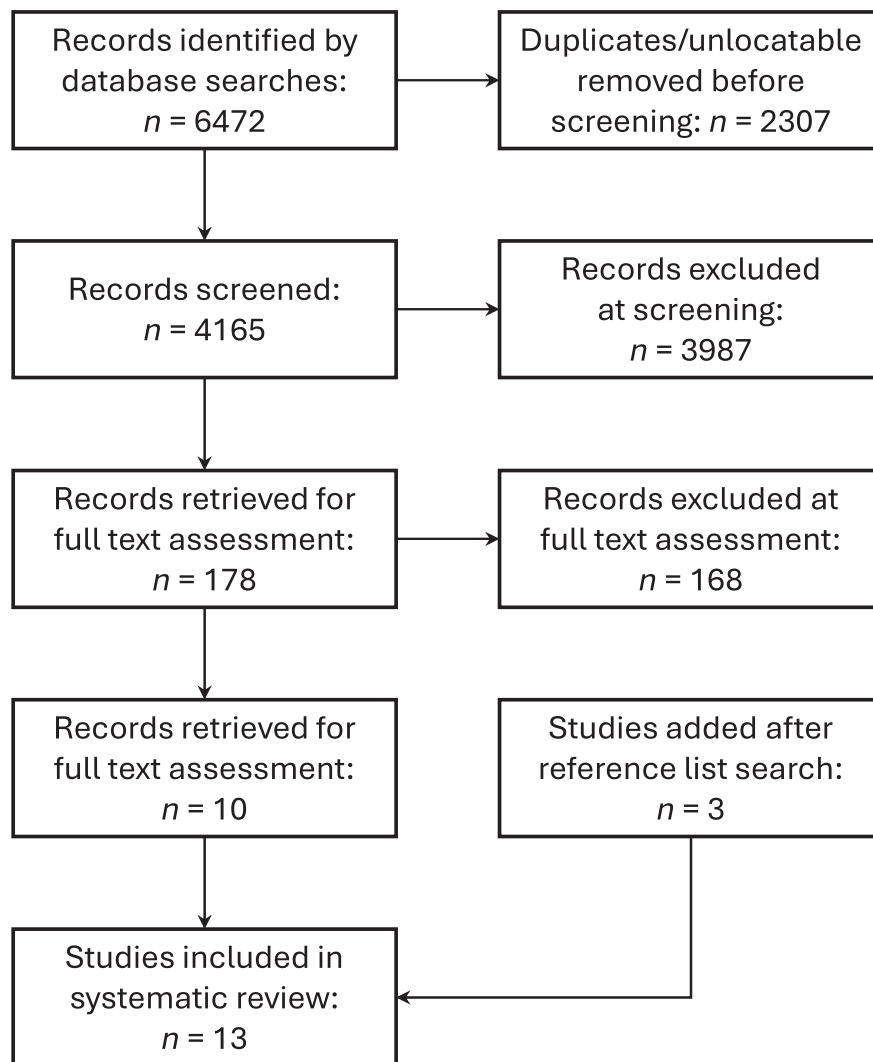 Records identified by
database searches:
n = 6472
Duplicates/unlocatable
removed before
screening: n = 2307
Records screened:
n = 4165
Records excluded
at screening:
n = 3987
Records retrieved for
full text assessment:
n = 178
Records excluded at
full text assessment:
n = 168
Records retrieved for
full text assessment:
n = 10
Studies added after
reference list search:
n = 3
Studies included in
systematic review:
n = 13